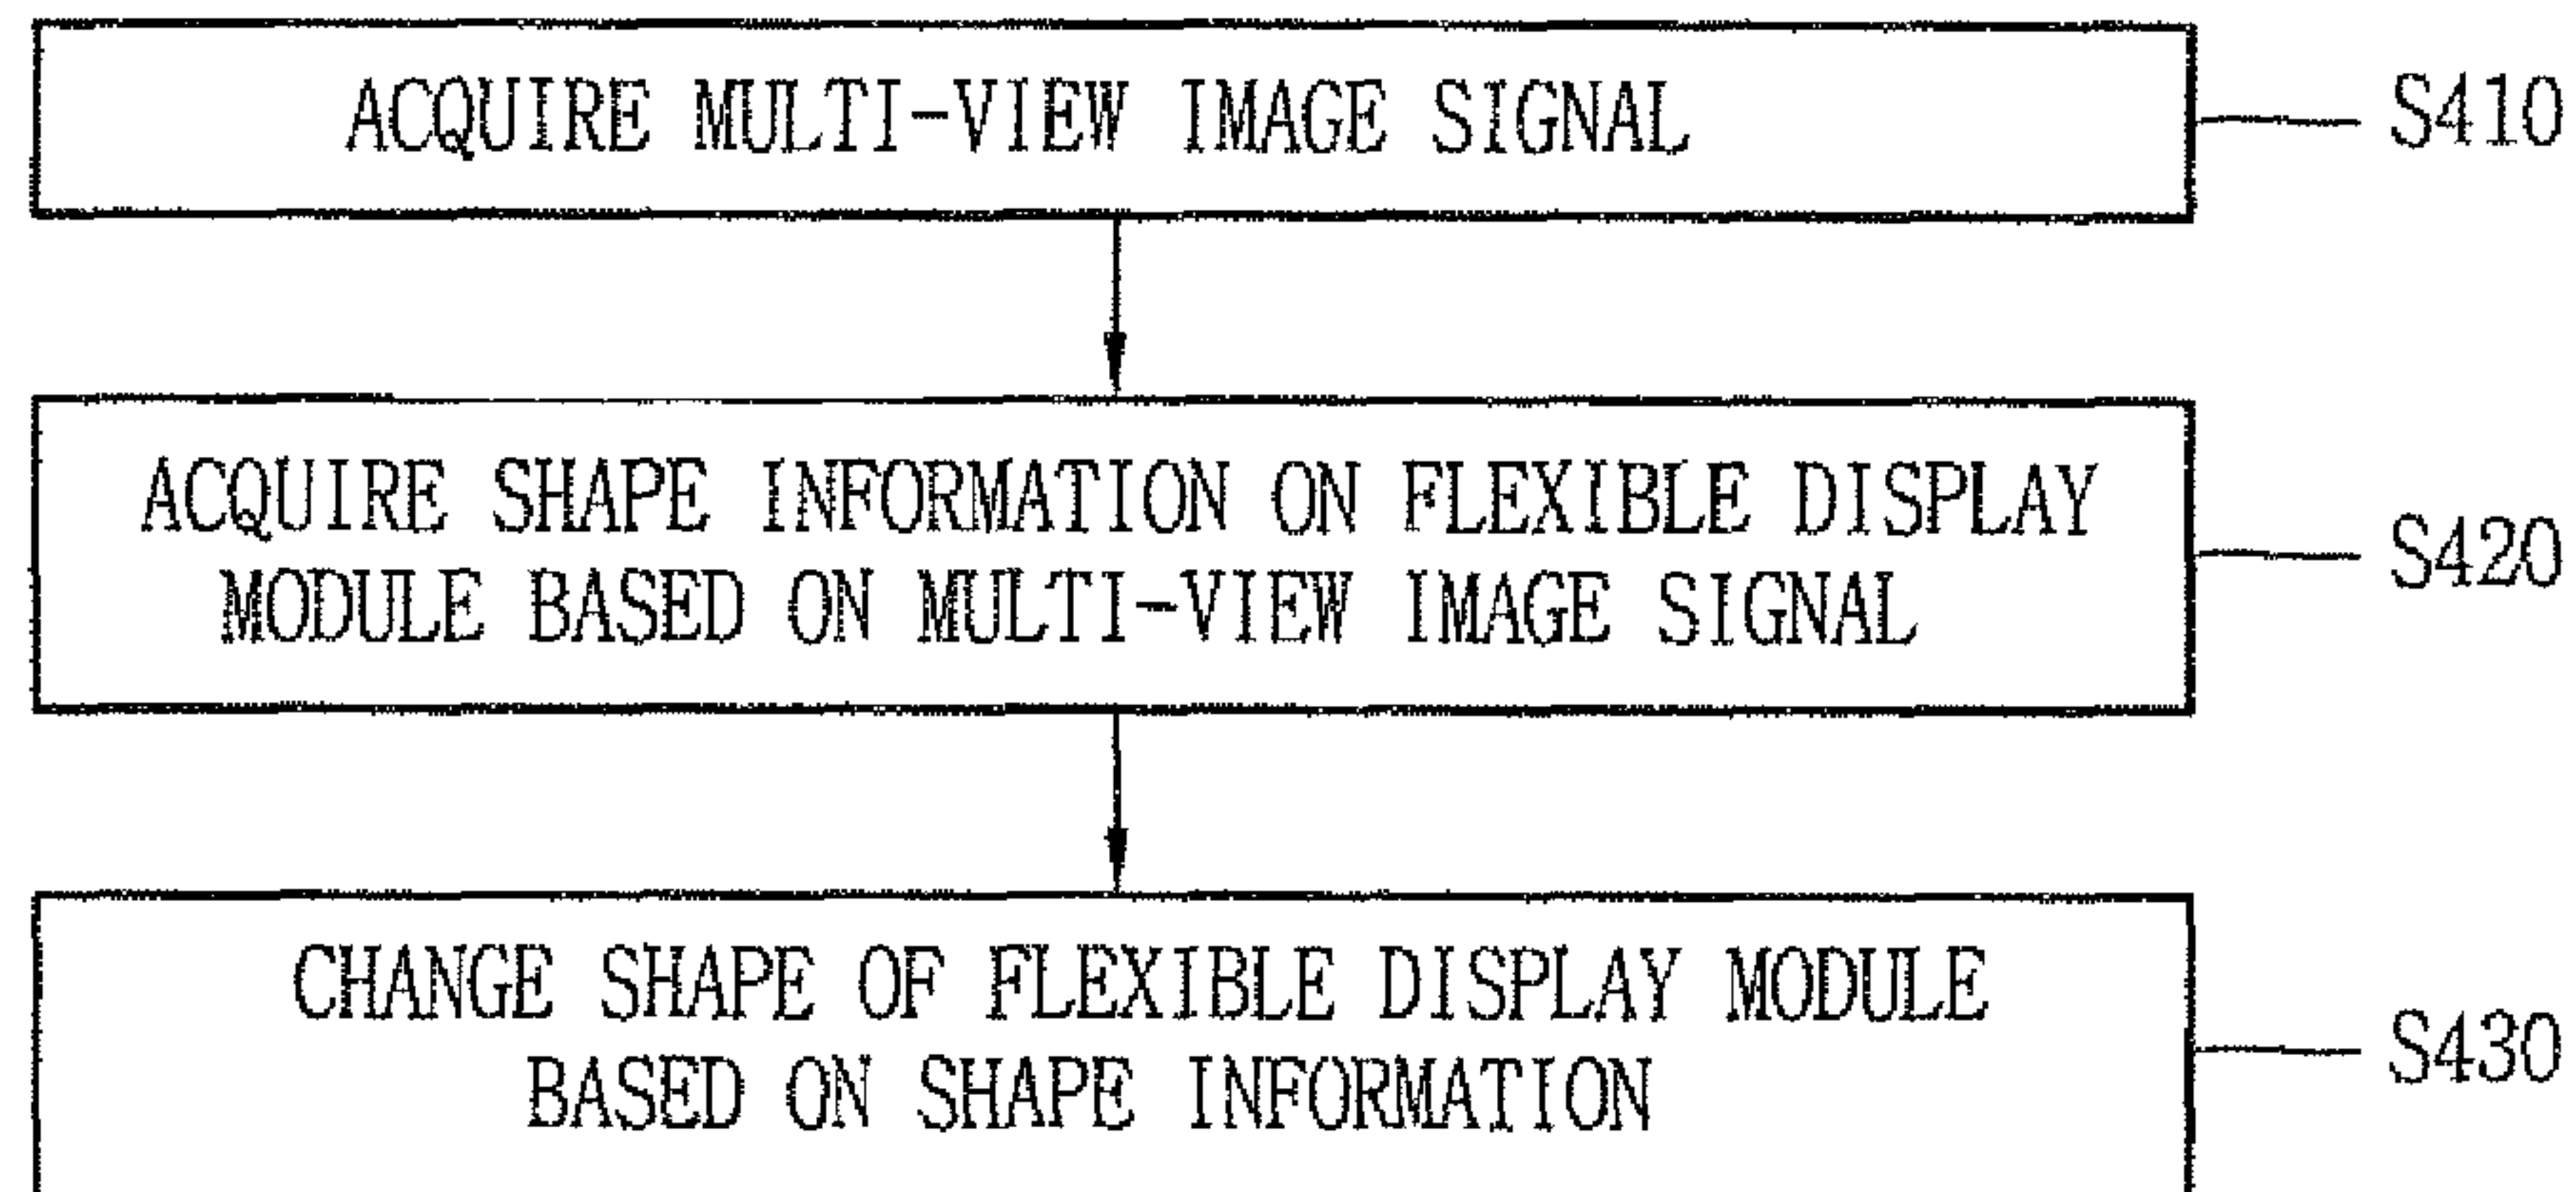 ACQUIRE MULTI-VIEW IMAGE SIGNAL
S410
ACQUIRE SHAPE INFORMATION ON FLEXIBLE DISPLAY
MODULE BASED ON MULTI-VIEW IMAGE SIGNAL
S420
CHANGE SHAPE OF FLEXIBLE DISPLAY MODULE
BASED ON SHAPE INFORMATION
S430